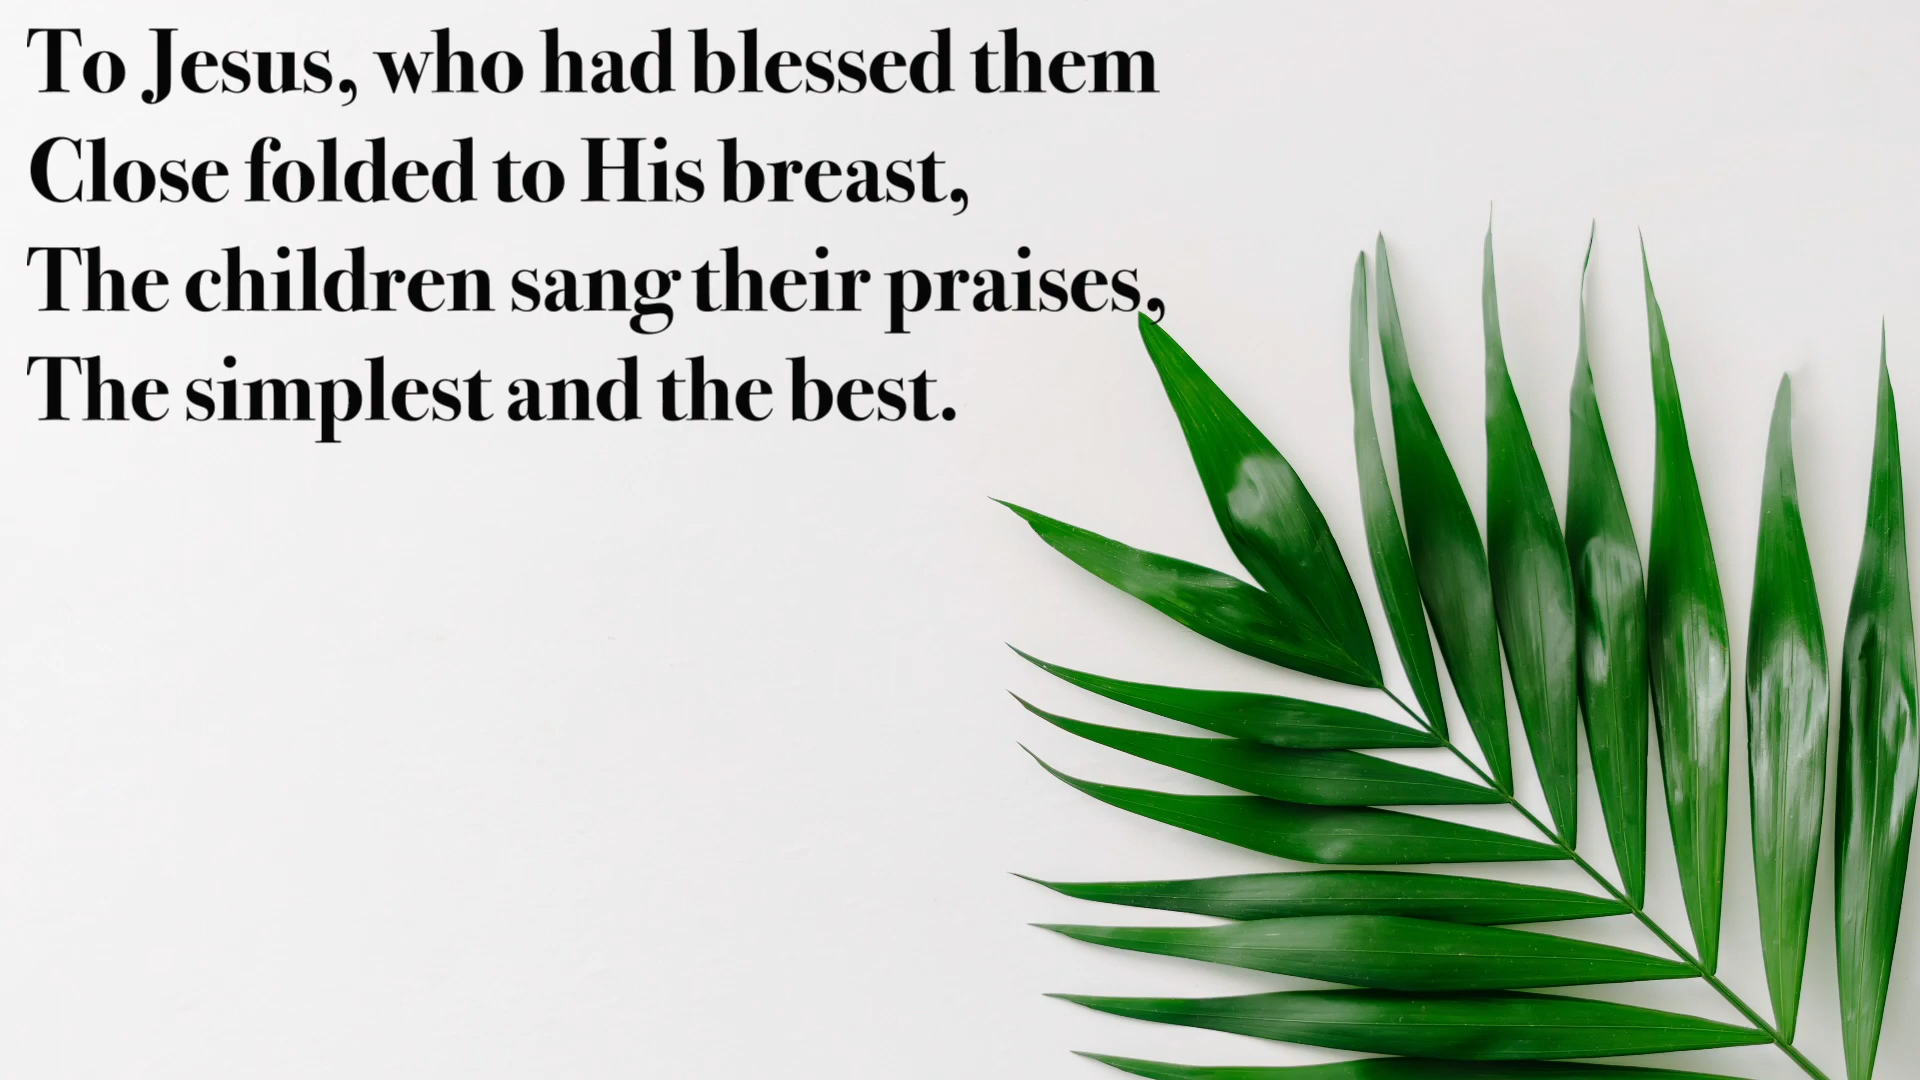 To Jesus, who had blessed them
Close folded to His breast,
The children sang their praises,
The simplest and the best.